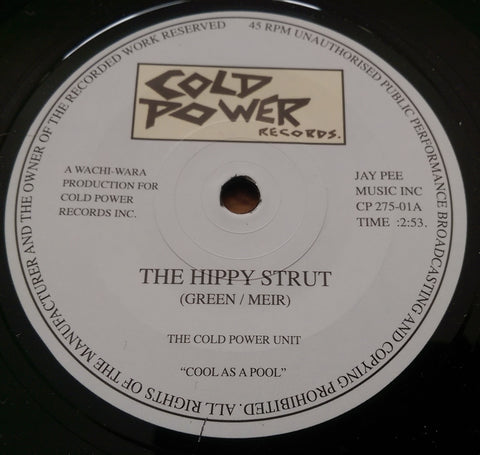 ALL RIGHTS OF THE MANUFACTURER AND THE OWNER OF THE RECORDED WORK RESERVED 45 RPM UNAUTHORISED PUBLIC PERFORMANCE BROADCASTING AND COPYING PROHIBITED.
COLD
POWER
RECORDS.
A WACHI-WARA
PRODUCTION FOR
COLD POWER
RECORDS INC.
JAY PEE
MUSIC INC
CP 275-01A
TIME :2:53.
THE HIPPY STRUT
(GREEN / MEIR)
THE COLD POWER UNIT
“COOL AS A POOL”